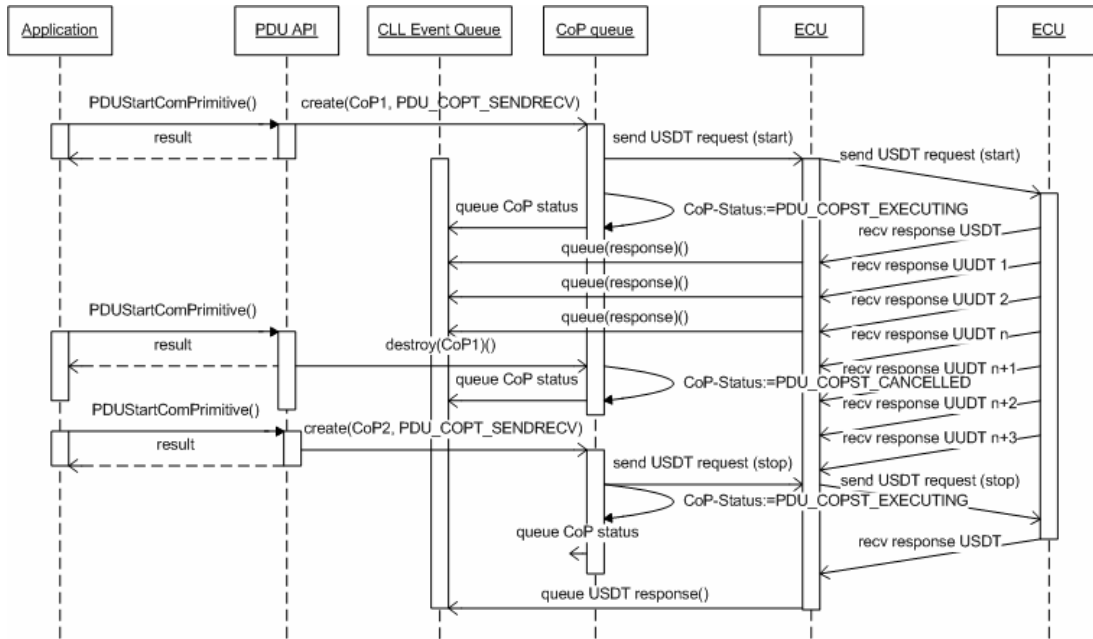 Application
PDU API
CLL Event Queue
CoP queue
ECU
ECU
PDUStartComPrimitive()
create(CoP1, PDU_COPT_SENDRECV)
result
send USDT request (start)
send USDT request (start)
queue CoP status
CoP-Status:=PDU_COPST_EXECUTING
recv response USDT
queue(response)()
recv response UUDT 1
queue(response)()
recv response UUDT 2
PDUStartComPrimitive()
queue(response)()
recv response UUDT n
result
destroy(CoP1)()
recv response UUDT n+1
queue CoP status
CoP-Status:=PDU_COPST_CANCELLED
recv response UUDT n+2
PDUStartComPrimitive()
create(CoP2, PDU_COPT_SENDRECV)
recv response UUDT n+3
result
send USDT request (stop)
send USDT request (stop)
CoP-Status:=PDU_COPST_EXECUTING
queue CoP status
recv response USDT
queue USDT response()